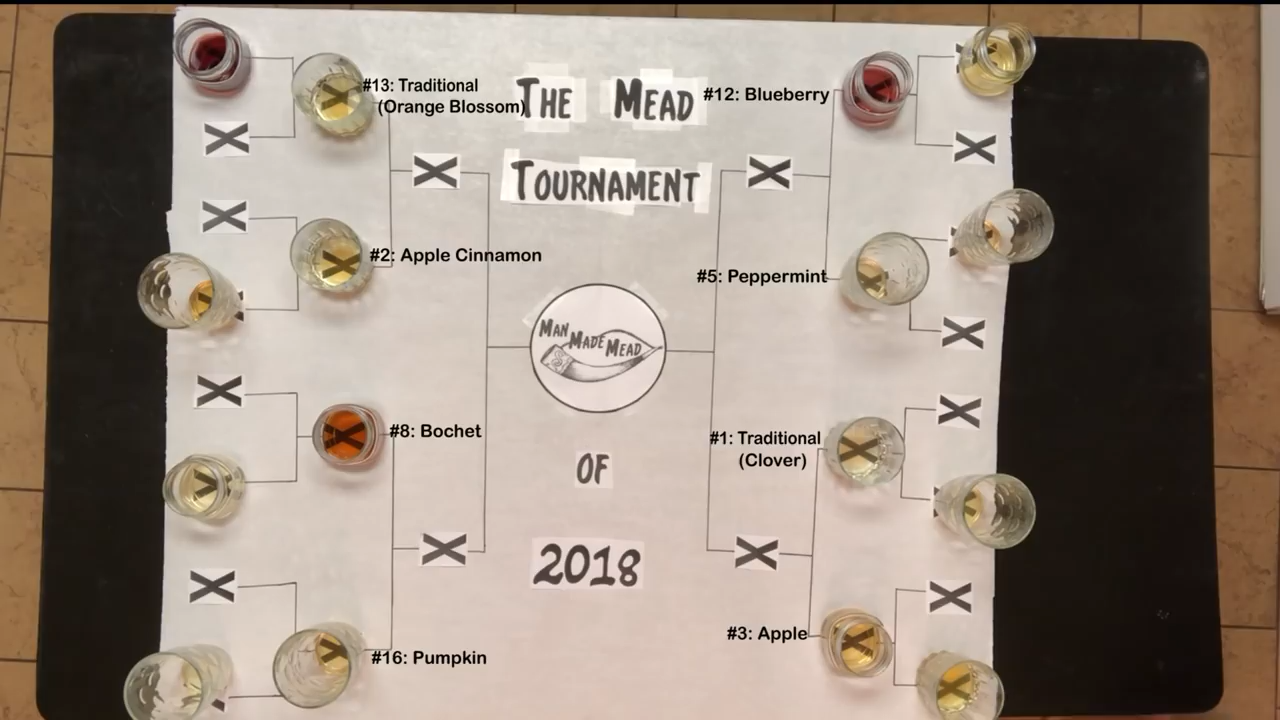 #13: Traditional
(Orange Blossom)
THE MEAD
#12: Blueberry
X
X
X
X
X
X
TOURNAMENT
X
X
#2: Apple Cinnamon
X
X
#5: Peppermint
X
X
X
MAN
MADE
MEAD
X
X
X
#8: Bochet
#1: Traditional
(Clover)
X
X
OF
X
X
X
2018
X
X
#3: Apple
X
#16: Pumpkin
X
X